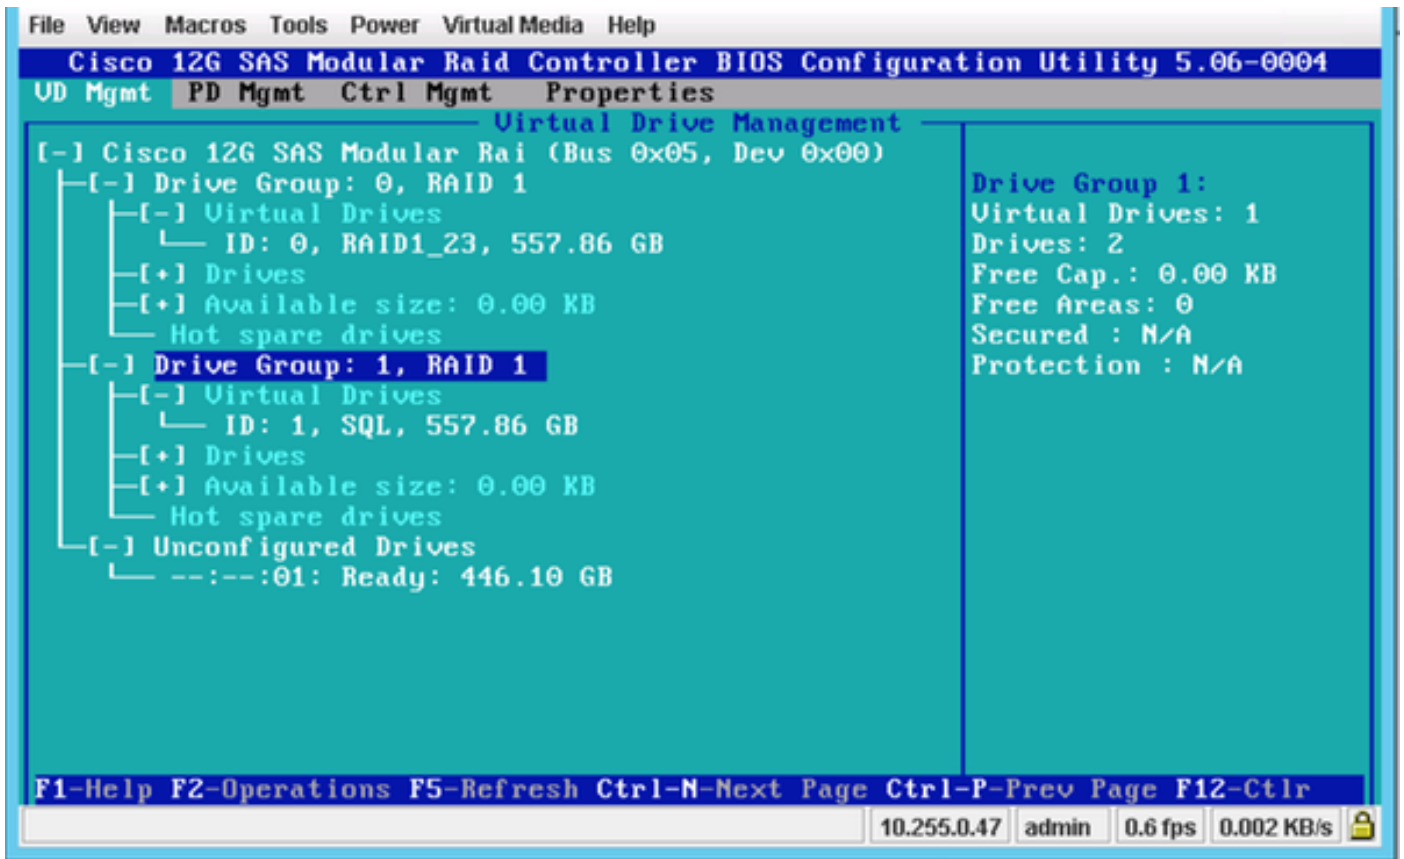 File View Macros Tools Power Virtual Media Help
Cisco 12G SAS Modular Raid Controller BIOS Configuration Utility 5.06-0004
VD Mgmt PD Mgmt Ctrl Mgmt Properties
Virtual Drive Management
[-] Cisco 12G SAS Modular Rai (Bus 0x05, Dev 0x00)
[-] Drive Group: 0, RAID 1
[-] Virtual Drives
ID: 0, RAID1_23, 557.86 GB
[+] Drives
[+] Available size: 0.00 KB
Hot spare drives
[-] Drive Group: 1, RAID 1
[-] Virtual Drives
ID: 1, SQL, 557.86 GB
[+] Drives
[+] Available size: 0.00 KB
Hot spare drives
[-] Unconfigured Drives
--:--:01: Ready: 446.10 GB
Drive Group 1:
Virtual Drives: 1
Drives: 2
Free Cap.: 0.00 KB
Free Areas: 0
Secured : N/A
Protection : N/A
F1-Help F2-Operations F5-Refresh Ctrl-N-Next Page Ctrl-P-Prev Page F12-Ctlr
10.255.0.47 admin 0.6 fps 0.002 KB/s